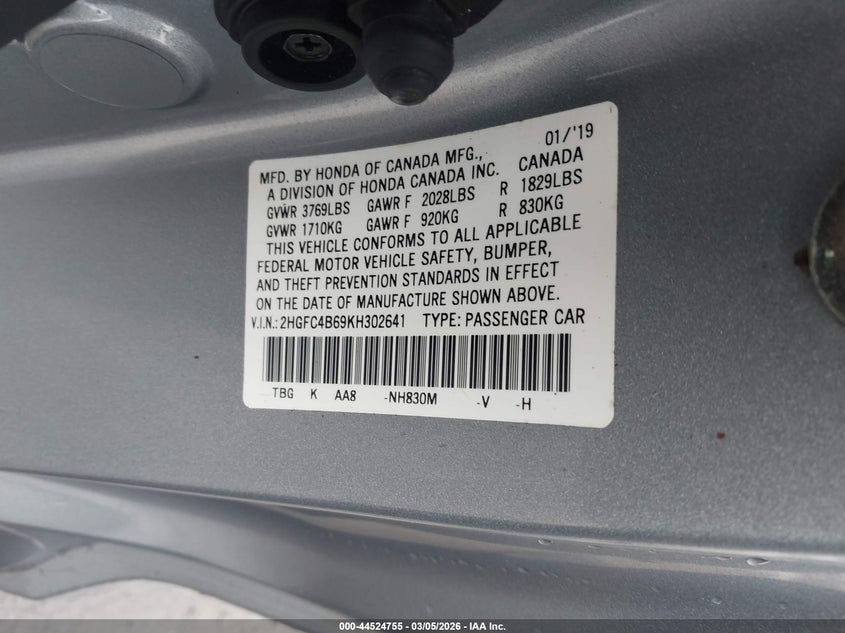 01/'19
MFD. BY HONDA OF CANADA MFG.,
A DIVISION OF HONDA CANADA INC. CANADA
GVWR 3769LBS GAWR F 2028LBS R 1829LBS
GVWR 1710KG GAWR F 920KG R 830KG
THIS VEHICLE CONFORMS TO ALL APPLICABLE
FEDERAL MOTOR VEHICLE SAFETY, BUMPER,
AND THEFT PREVENTION STANDARDS IN EFFECT
ON THE DATE OF MANUFACTURE SHOWN ABOVE.
V.I.N.: 2HGFC4B69KH302641 TYPE: PASSENGER CAR
TBG K AA8 -NH830M -V -H
000-44524755 - 03/05/2026 - IAA Inc.